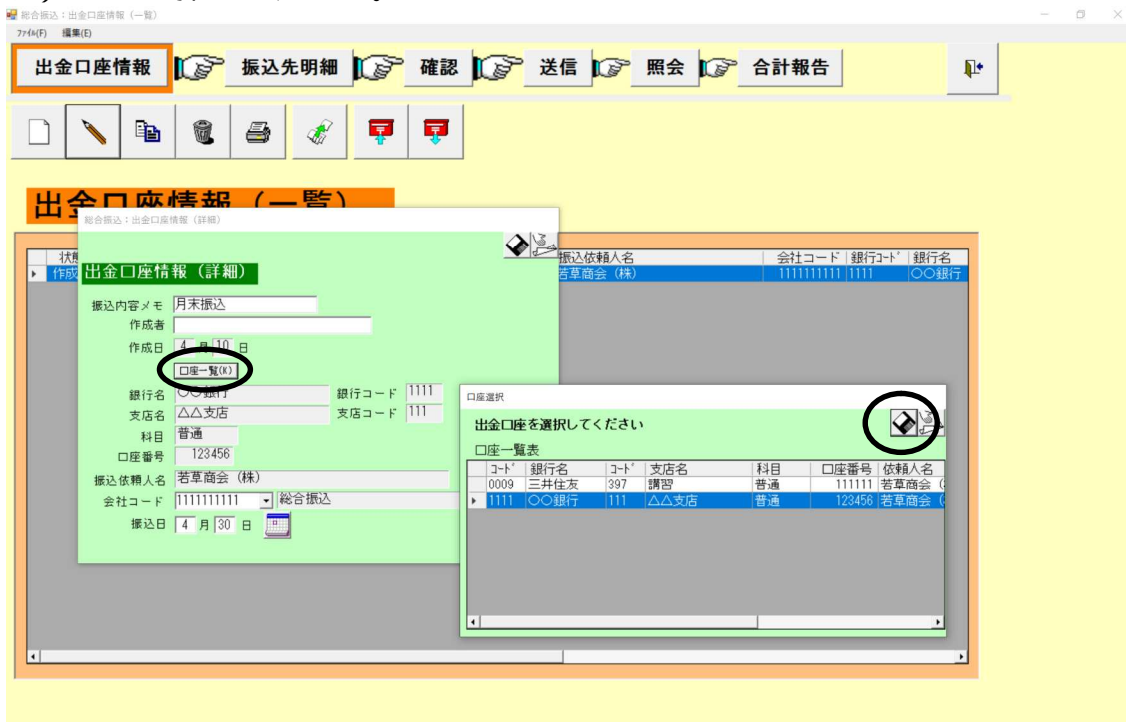 総合振込：出金口座情報（一覧）
ﾌｧｲﾙ(F) 編集(E)
出金口座情報 振込先明細 確認 送信 照会 合計報告
出金口座情報（一覧）
状態 振込依頼人名 会社コード 銀行ｺｰﾄﾞ 銀行名
作成 若草商会（株） 1111111111 1111 〇〇銀行
総合振込：出金口座情報（詳細）
出金口座情報（詳細）
振込内容メモ 月末振込
作成者
作成日 4 月 10 日
口座一覧(K)
銀行名 〇〇銀行 銀行コード 1111
支店名 △△支店 支店コード 111
科目 普通
口座番号 123456
振込依頼人名 若草商会（株）
会社コード 1111111111 総合振込
振込日 4 月 30 日
口座選択
出金口座を選択してください
口座一覧表
ｺｰﾄﾞ 銀行名 ｺｰﾄﾞ 支店名 科目 口座番号 依頼人名
0009 三井住友 397 講習 普通 111111 若草商会（
1111 〇〇銀行 111 △△支店 普通 123456 若草商会（